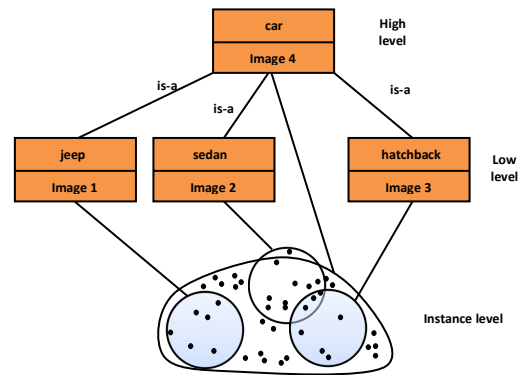 car
High
level
Image 4
is-a
is-a
is-a
jeep
sedan
hatchback
Low
level
Image 1
Image 2
Image 3
Instance level